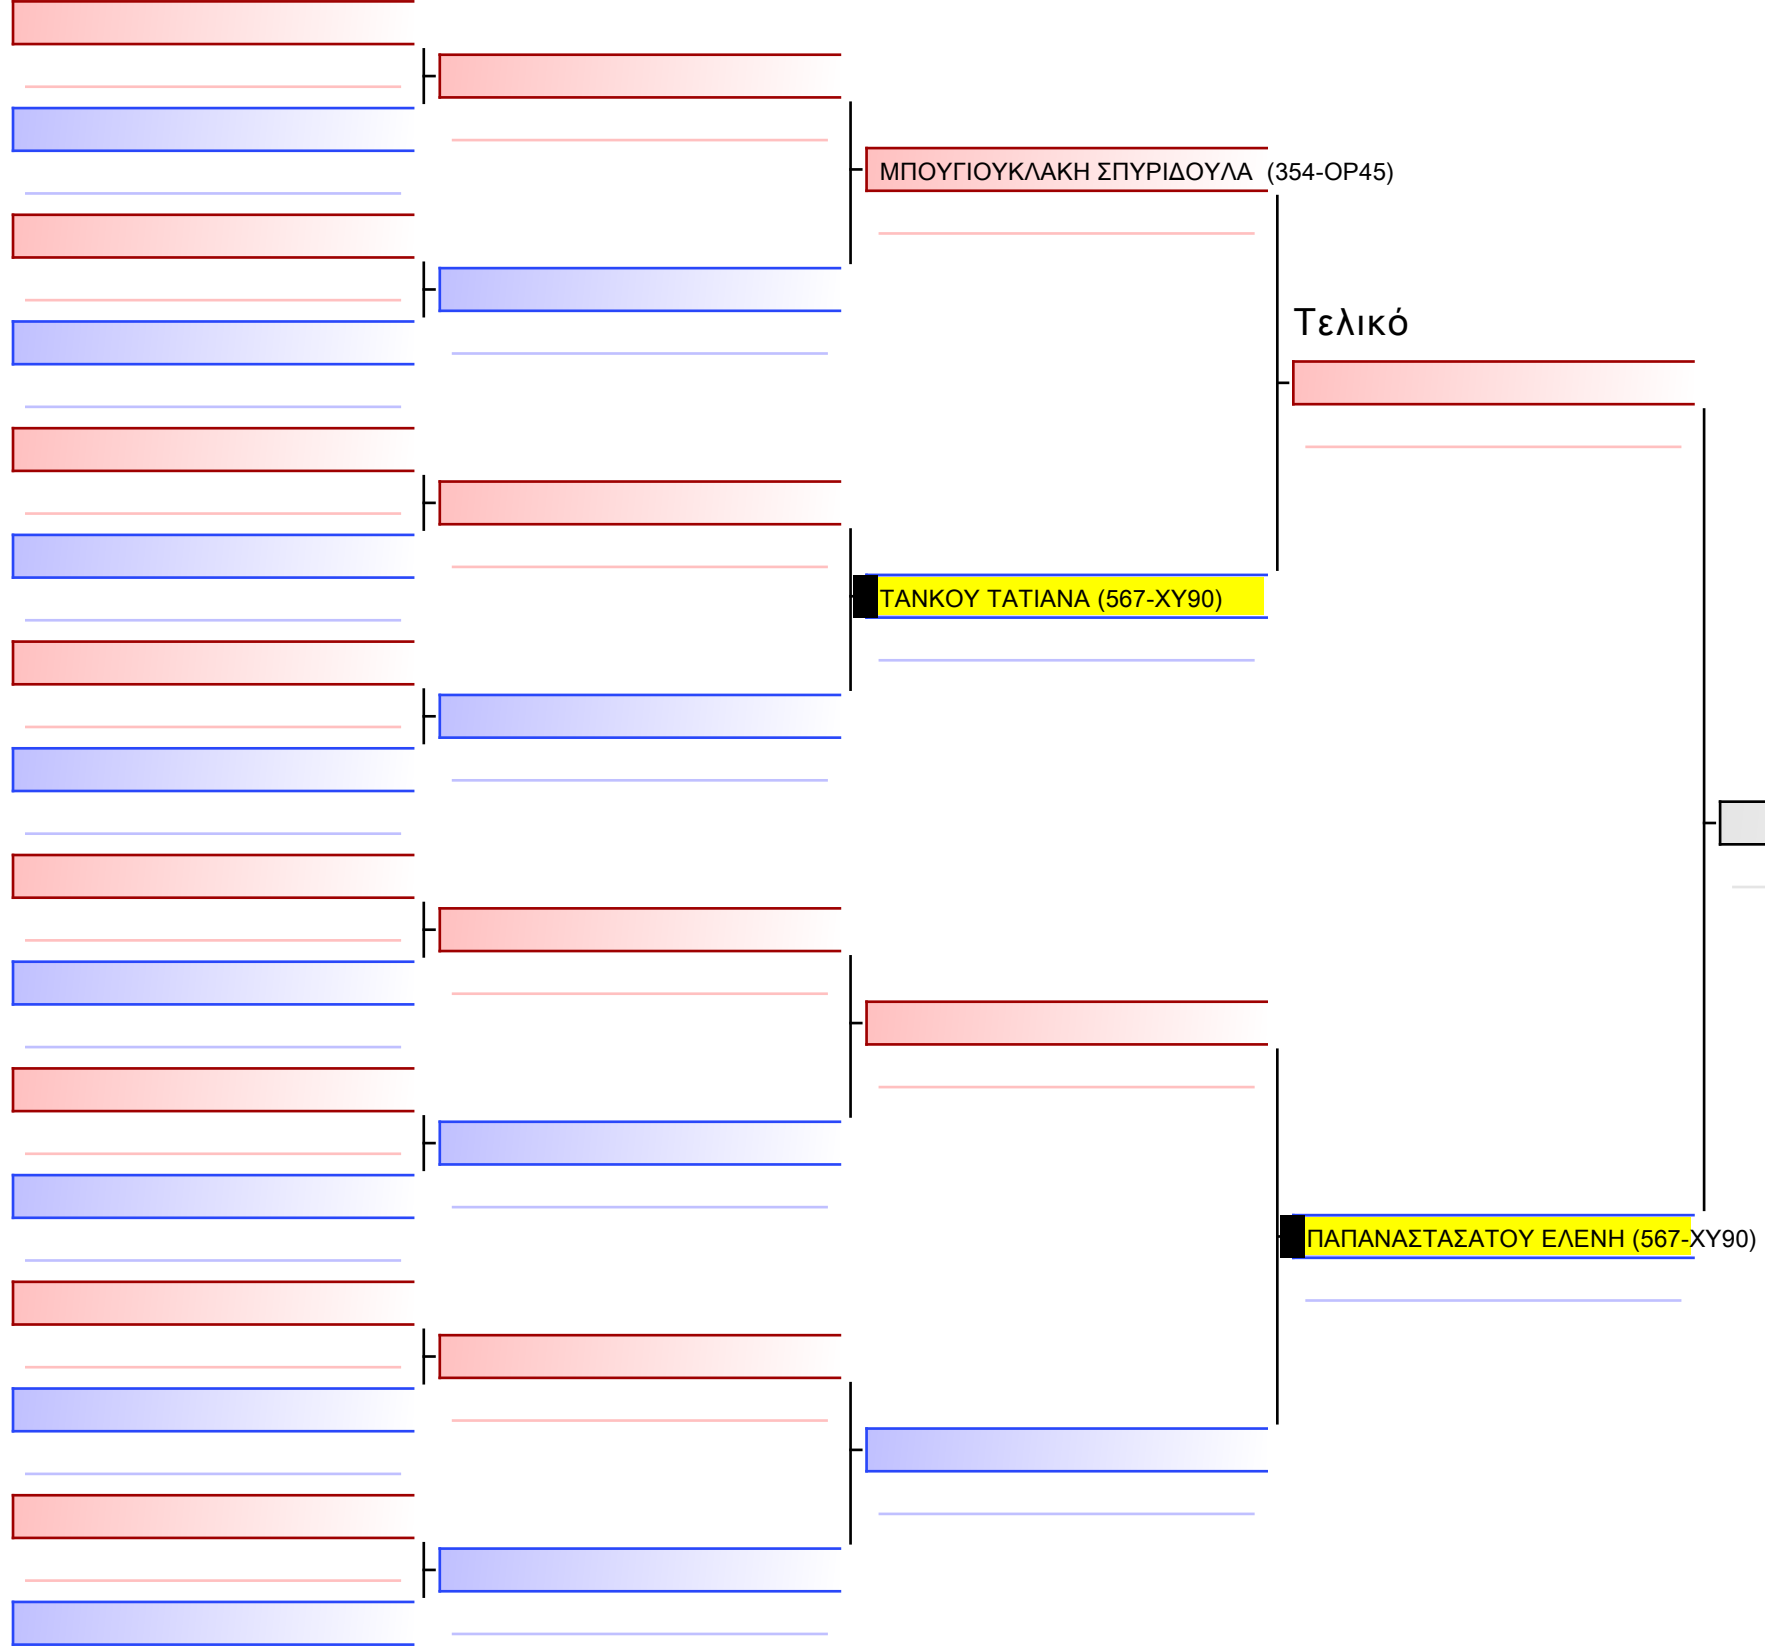 ΜΠΟΥΓΙΟΥΚΛΑΚΗ ΣΠΥΡΙΔΟΥΛΑ  (354-ΟΡ45)
Τελικό
ΤΑΝΚΟΥ ΤΑΤΙΑΝΑ (567-ΧΥ90)
ΠΑΠΑΝΑΣΤΑΣΑΤΟΥ ΕΛΕΝΗ (567-ΧΥ90)